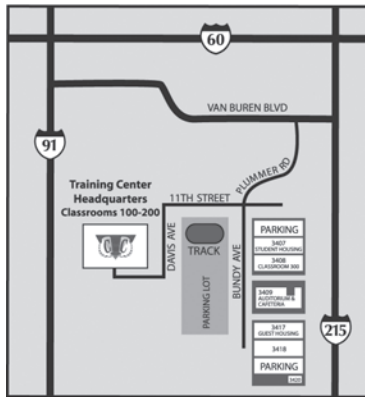 60
VAN BUREN BLVD
91
PLUMMER RD
Training Center
Headquarters
Classrooms 100-200
11TH STREET
DAVIS AVE
TRACK
PARKING LOT
BUNDY AVE
PARKING
3407
STUDENT HOUSING
3408
CLASSROOM 300
3409
AUDITORIUM &
CAFETERIA
3417
GUEST HOUSING
3418
PARKING
3420
215